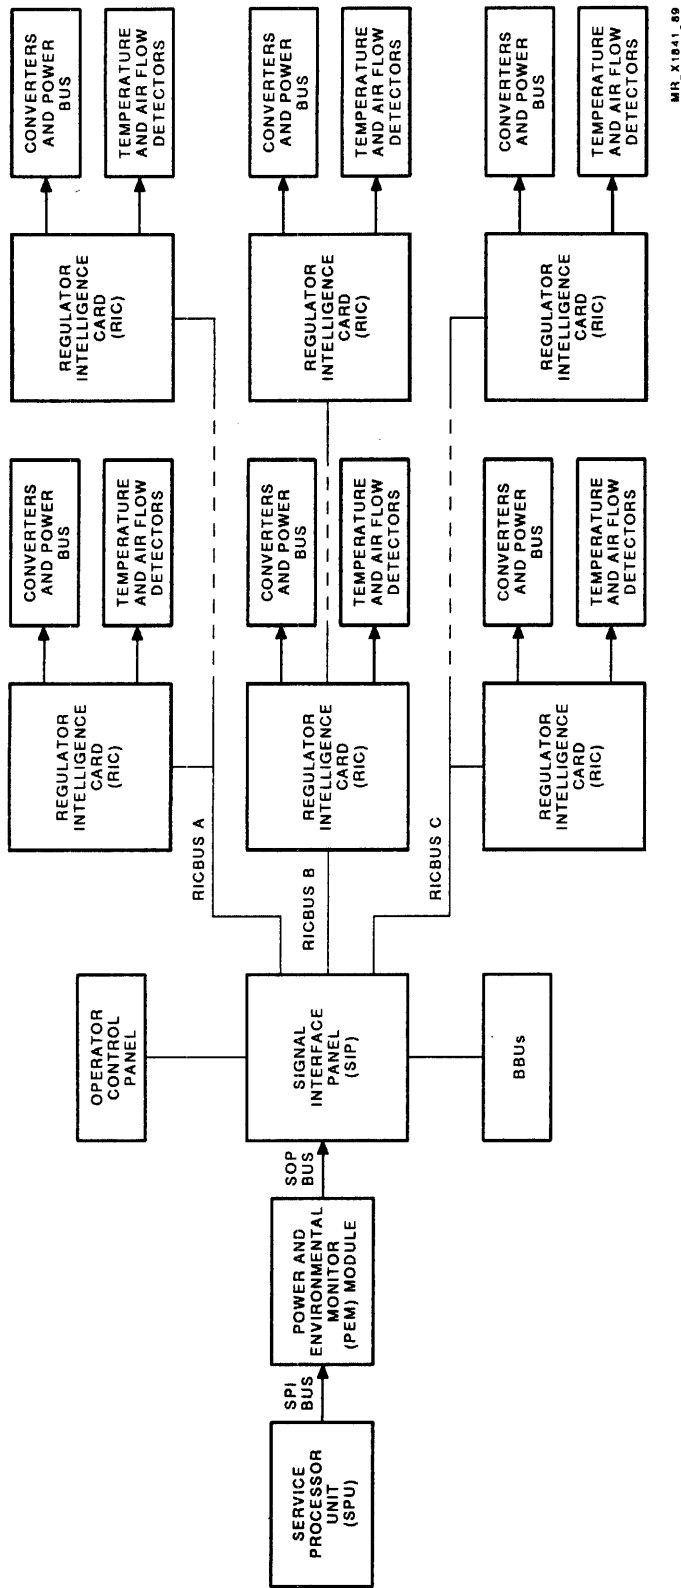 SERVICE
PROCESSOR
UNIT
(SPU)
SPI
BUS
POWER AND
ENVIRONMENTAL
MONITOR
(PEM) MODULE
SOP
BUS
OPERATOR
CONTROL
PANEL
SIGNAL
INTERFACE
PANEL
(SIP)
BBUs
RICBUS A
RICBUS B
RICBUS C
REGULATOR
INTELLIGENCE
CARD
(RIC)
CONVERTERS
AND POWER
BUS
TEMPERATURE
AND AIR FLOW
DETECTORS
REGULATOR
INTELLIGENCE
CARD
(RIC)
CONVERTERS
AND POWER
BUS
TEMPERATURE
AND AIR FLOW
DETECTORS
REGULATOR
INTELLIGENCE
CARD
(RIC)
CONVERTERS
AND POWER
BUS
TEMPERATURE
AND AIR FLOW
DETECTORS
REGULATOR
INTELLIGENCE
CARD
(RIC)
CONVERTERS
AND POWER
BUS
TEMPERATURE
AND AIR FLOW
DETECTORS
REGULATOR
INTELLIGENCE
CARD
(RIC)
CONVERTERS
AND POWER
BUS
TEMPERATURE
AND AIR FLOW
DETECTORS
REGULATOR
INTELLIGENCE
CARD
(RIC)
CONVERTERS
AND POWER
BUS
TEMPERATURE
AND AIR FLOW
DETECTORS
MR_X1841_89